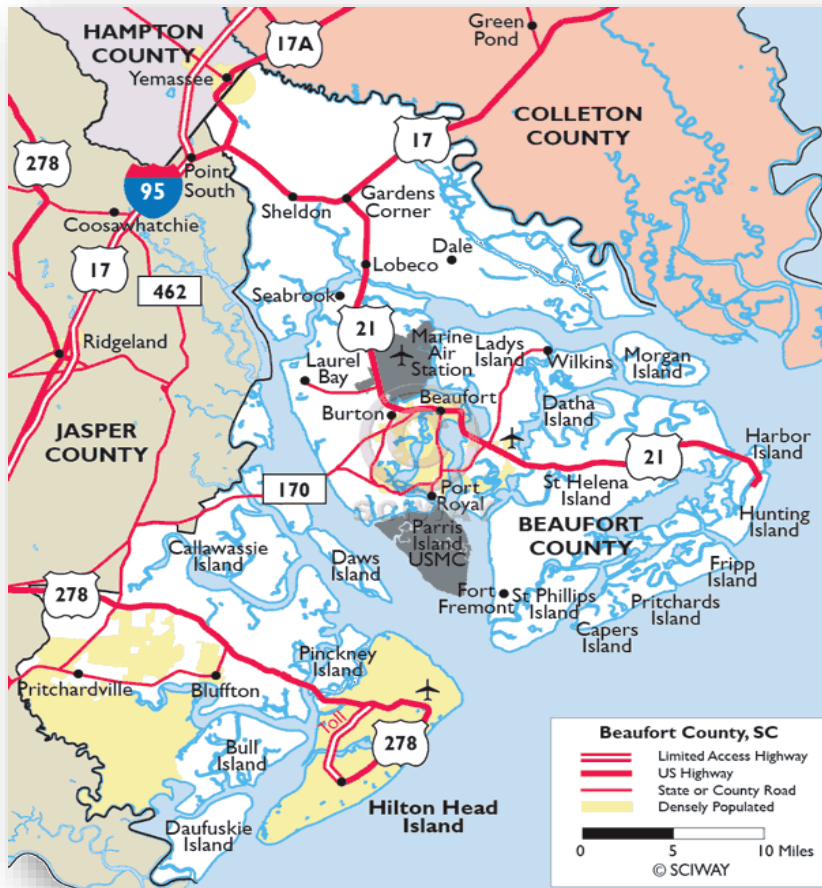 HAMPTON
COUNTY
17A
Green
Pond
Yemassee
COLLETON
COUNTY
17
278
Point
South
95
Coosawhatchie
Sheldon
Gardens
Corner
17
Dale
Lobeco
462
Seabrook
21
Marine
Air
Station
Ladys
Island
Wilkins
Morgan
Island
Ridgeland
Laurel
Bay
Beaufort
Burton
Datha
Island
JASPER
COUNTY
Harbor
Island
21
170
St Helena
Island
Port
Royal
Hunting
Island
BEAUFORT
COUNTY
Parris
Island
USMC
Callawassie
Island
Daws
Island
Fripp
Island
278
Fort
Fremont
St Phillips
Island
Pritchards
Island
Capers
Island
Pinckney
Island
Pritchardville
Bluffton
Toll
278
Bull
Island
Hilton Head
Island
Daufuskie
Island
Beaufort County, SC
Limited Access Highway
US Highway
State or County Road
Densely Populated
0 5 10 Miles
© SCIWAY